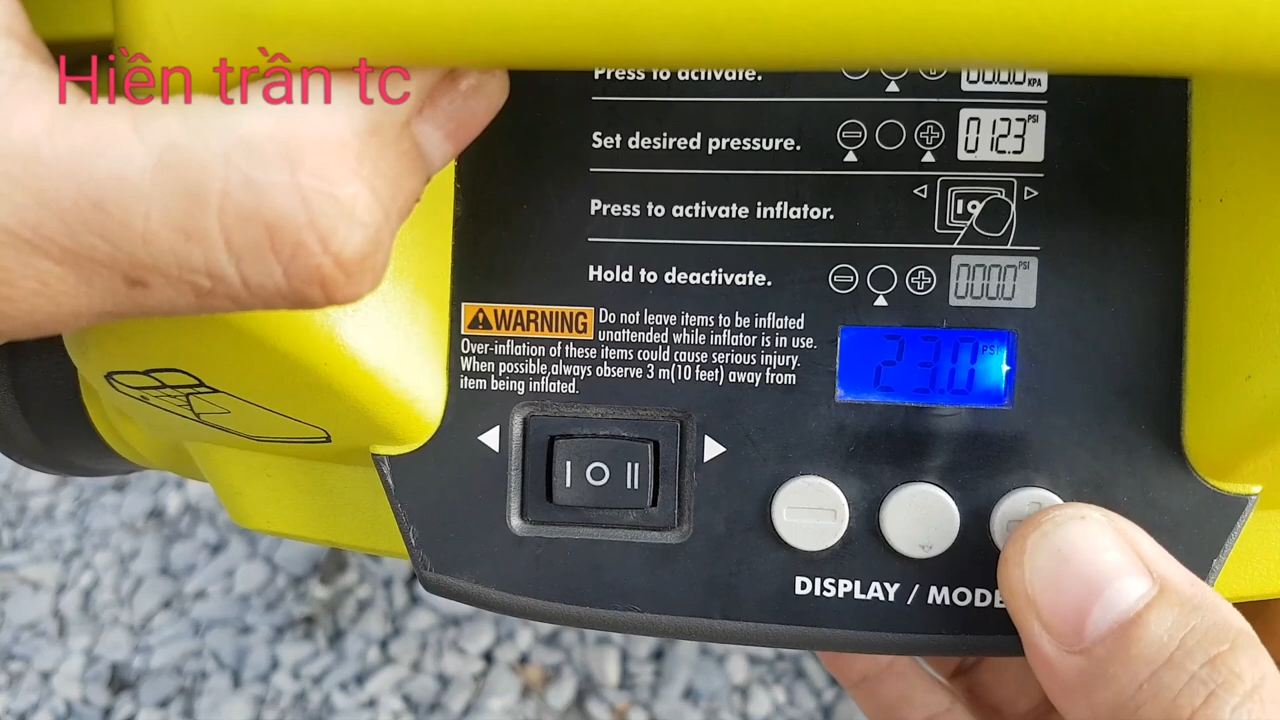 Hiền trần tc
Press to activate.
KPA
Set desired pressure.
012.3 PSI
Press to activate inflator.
I O
Hold to deactivate.
000.0 PSI
WARNING Do not leave items to be inflated
unattended while inflator is in use.
Over-inflation of these items could cause serious injury.
When possible,always observe 3 m(10 feet) away from
item being inflated.
23.0 PSI
I O II
DISPLAY / MODE